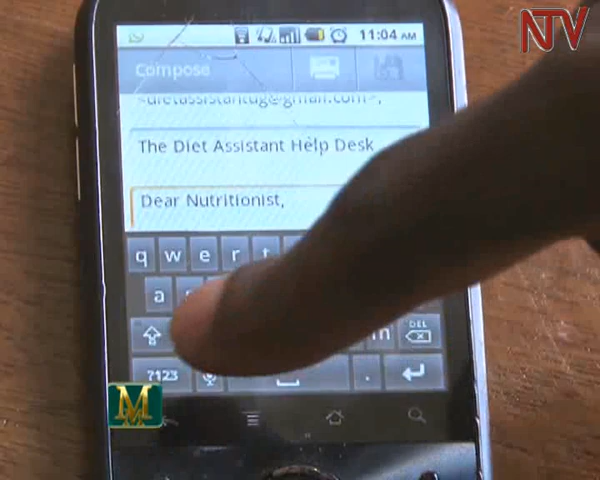 NTV
11:04 AM
Compose
<dietassistantug@gmail.com>,
The Diet Assistant Help Desk
Dear Nutritionist,
q w e r t
a
m DEL
?123 .
M